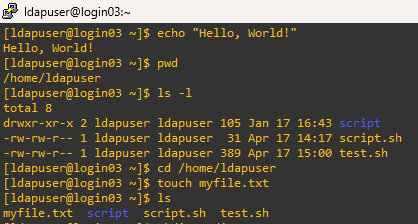 ldapuser@login03:~
[ldapuser@login03 ~]$ echo "Hello, World!"
Hello, World!
[ldapuser@login03 ~]$ pwd
/home/ldapuser
[ldapuser@login03 ~]$ ls -l
total 8
drwxr-xr-x 2 ldapuser ldapuser 105 Jan 17 16:43 script
-rw-rw-r-- 1 ldapuser ldapuser  31 Apr 17 14:17 script.sh
-rw-rw-r-- 1 ldapuser ldapuser 389 Apr 17 15:00 test.sh
[ldapuser@login03 ~]$ cd /home/ldapuser
[ldapuser@login03 ~]$ touch myfile.txt
[ldapuser@login03 ~]$ ls
myfile.txt  script  script.sh  test.sh